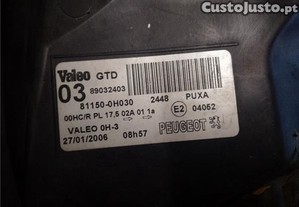 CustoJusto.pt
Valeo GTD
03 89032403
81150-0H030 2448 PUXA
00HC/R PL 17,5 02A 01 1a E2 04052
VALEO 0H-3 PEUGEOT
27/01/2006 08h57